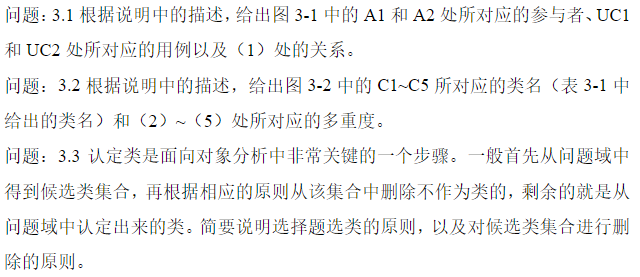 问题：3.1 根据说明中的描述，给出图 3-1 中的 A1 和 A2 处所对应的参与者、UC1
和 UC2 处所对应的用例以及（1）处的关系。
问题：3.2 根据说明中的描述，给出图 3-2 中的 C1~C5 所对应的类名（表 3-1 中
给出的类名）和（2）~（5）处所对应的多重度。
问题：3.3 认定类是面向对象分析中非常关键的一个步骤。一般首先从问题域中
得到候选类集合，再根据相应的原则从该集合中删除不作为类的，剩余的就是从
问题域中认定出来的类。简要说明选择题选类的原则，以及对候选类集合进行删
除的原则。